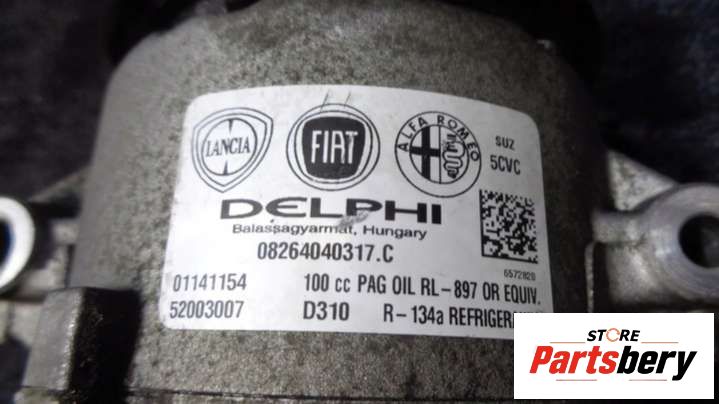 LANCIA
FIAT
ALFA ROMEO
SUZ
5CVC
DELPHI
Balassagyarmat, Hungary
08264040317.C
6572820
01141154 100 cc PAG OIL RL-897 OR EQUIV.
52003007 D310 R-134a
STORE
Partsbery